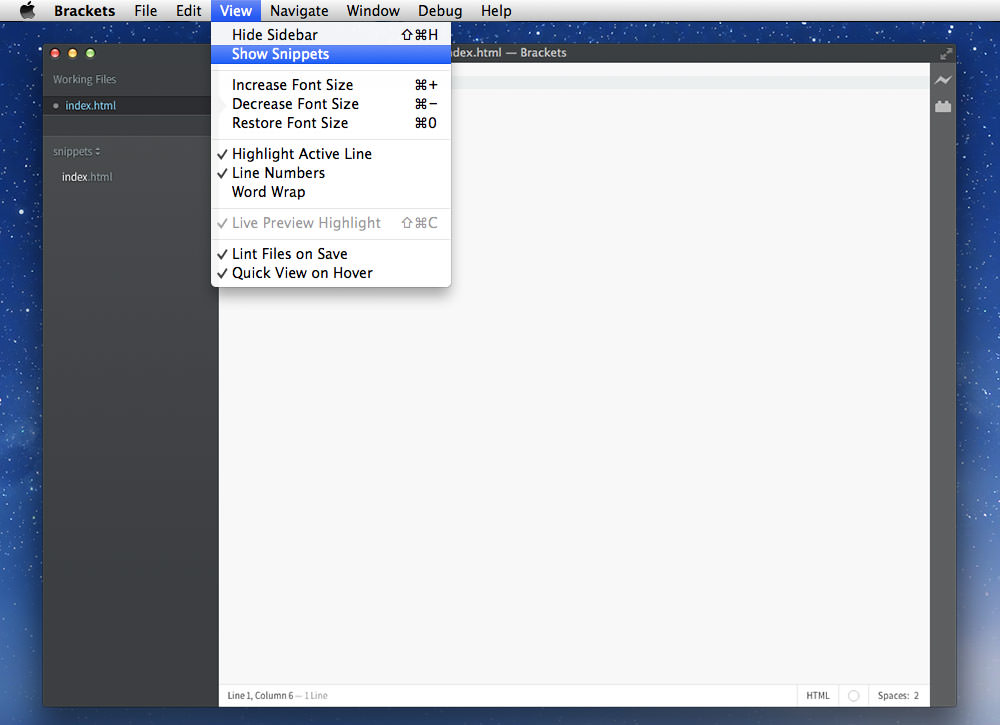 Brackets File Edit View Navigate Window Debug Help
dex.html — Brackets
Hide Sidebar ⇧⌘H
Show Snippets
Increase Font Size ⌘+
Decrease Font Size ⌘−
Restore Font Size ⌘0
✓ Highlight Active Line
✓ Line Numbers
Word Wrap
✓ Live Preview Highlight ⇧⌘C
✓ Lint Files on Save
✓ Quick View on Hover
Working Files
index.html
snippets
index.html
Line 1, Column 6 — 1 Line
HTML
Spaces: 2